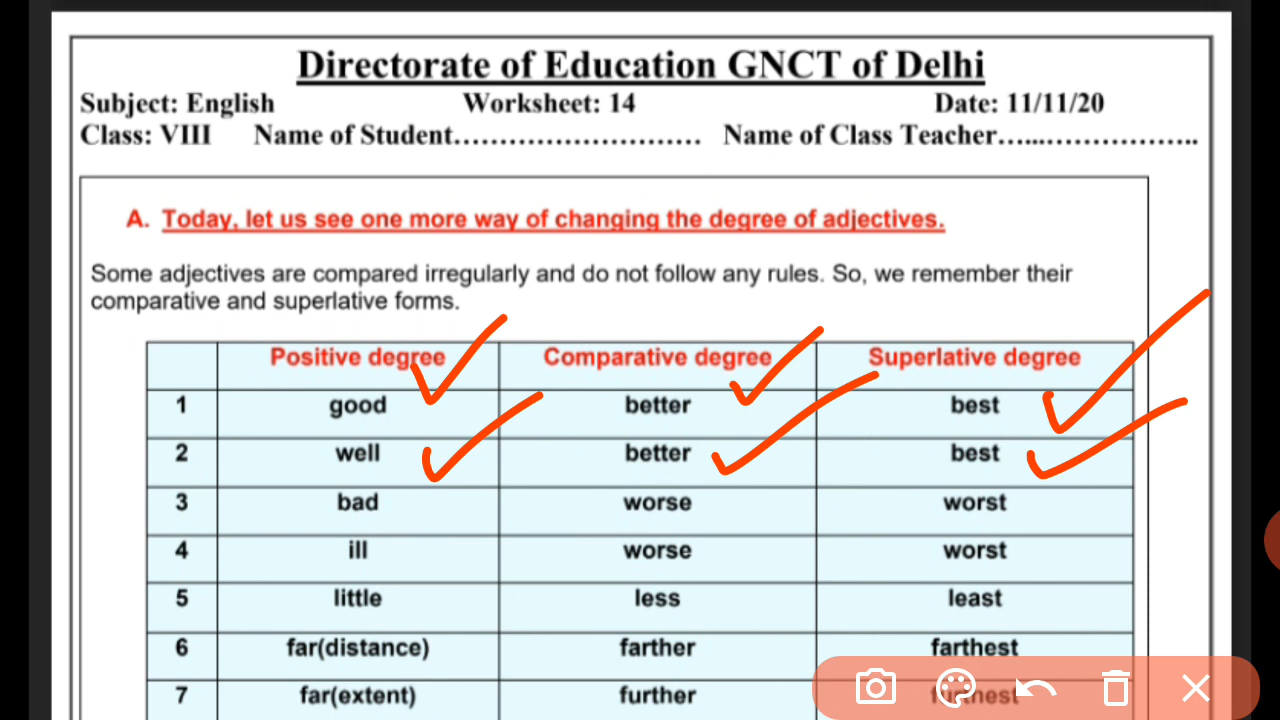 Directorate of Education GNCT of Delhi
Subject: English Worksheet: 14 Date: 11/11/20
Class: VIII Name of Student.......................... Name of Class Teacher.........................
A. Today, let us see one more way of changing the degree of adjectives.
Some adjectives are compared irregularly and do not follow any rules. So, we remember their
comparative and superlative forms.
Positive degree Comparative degree Superlative degree
1 good better best
2 well better best
3 bad worse worst
4 ill worse worst
5 little less least
6 far(distance) farther farthest
7 far(extent) further